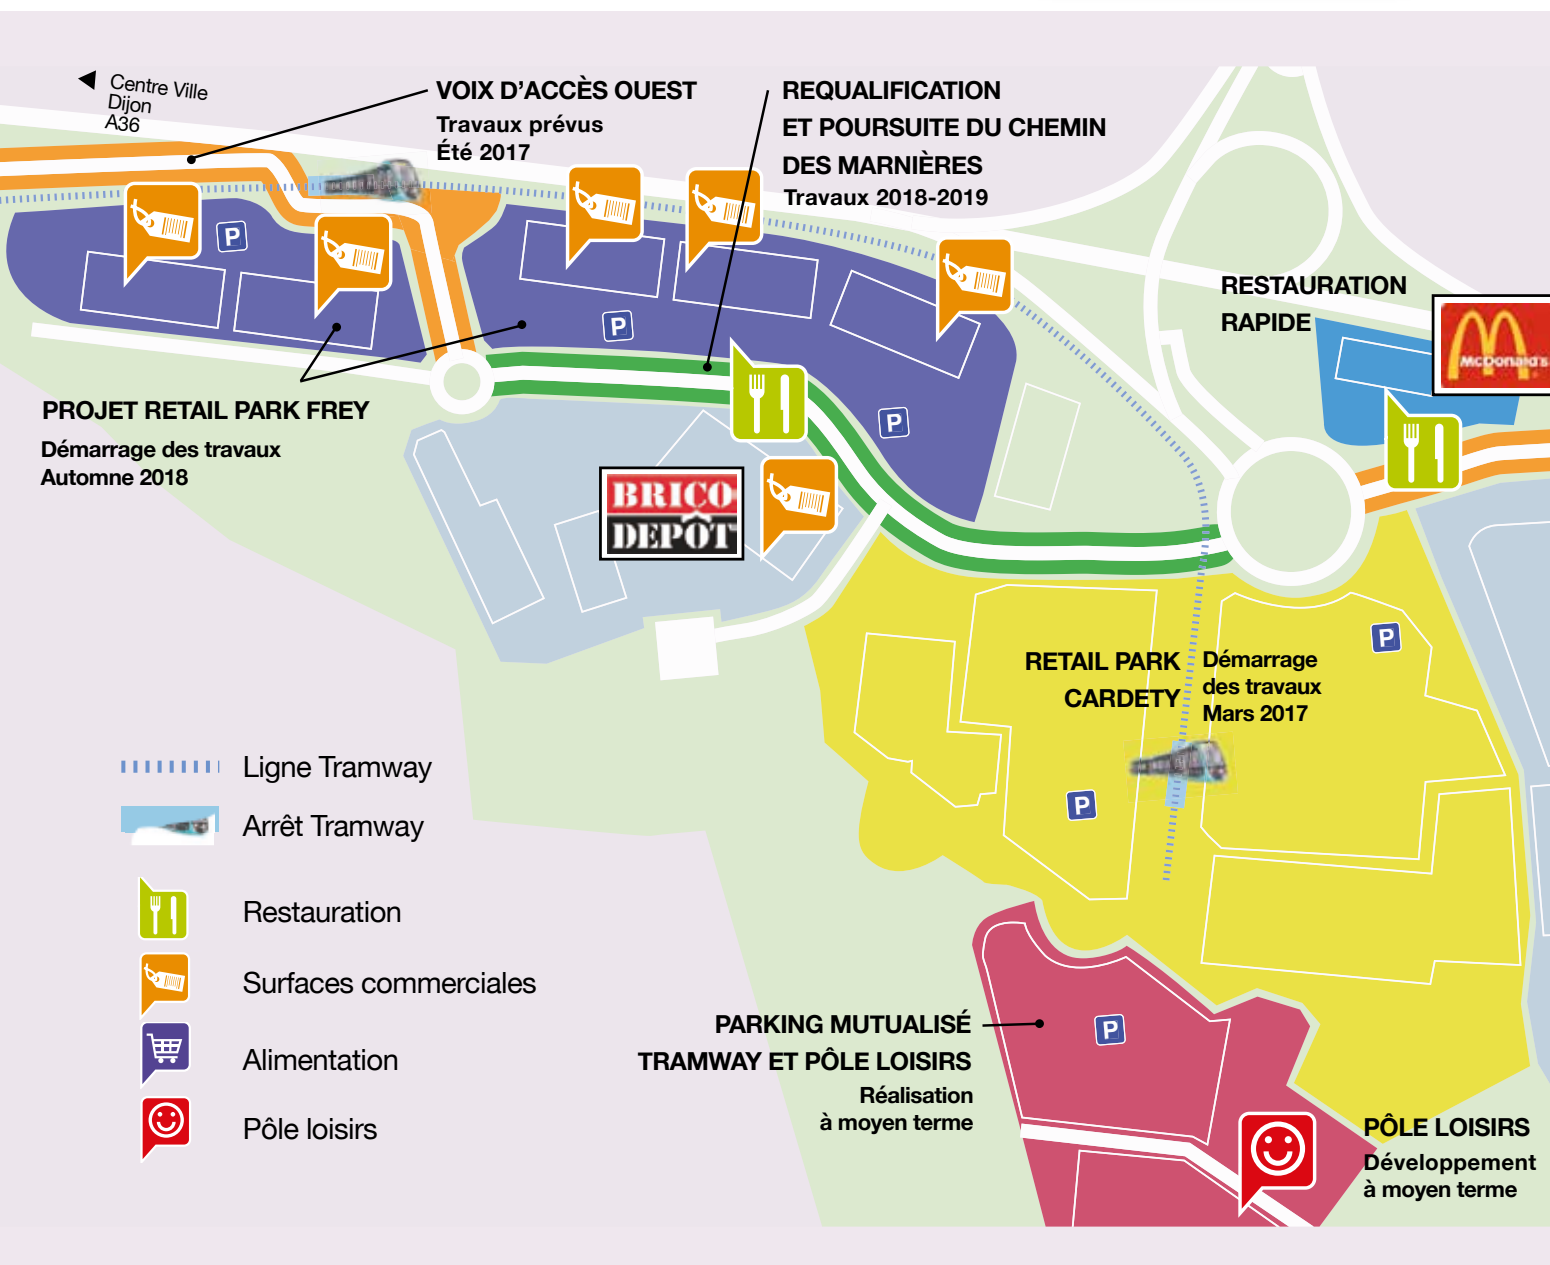 Centre Ville
Dijon
A36
VOIX D'ACCÈS OUEST
Travaux prévus
Été 2017
REQUALIFICATION
ET POURSUITE DU CHEMIN
DES MARNIÈRES
Travaux 2018-2019
RESTAURATION
RAPIDE
McDonald's
P
P
P
PROJET RETAIL PARK FREY
Démarrage des travaux
Automne 2018
BRICO
DEPÔT
RETAIL PARK
CARDETY
Démarrage
des travaux
Mars 2017
P
P
Ligne Tramway
Arrêt Tramway
Restauration
Surfaces commerciales
Alimentation
Pôle loisirs
PARKING MUTUALISÉ
TRAMWAY ET PÔLE LOISIRS
Réalisation
à moyen terme
P
PÔLE LOISIRS
Développement
à moyen terme